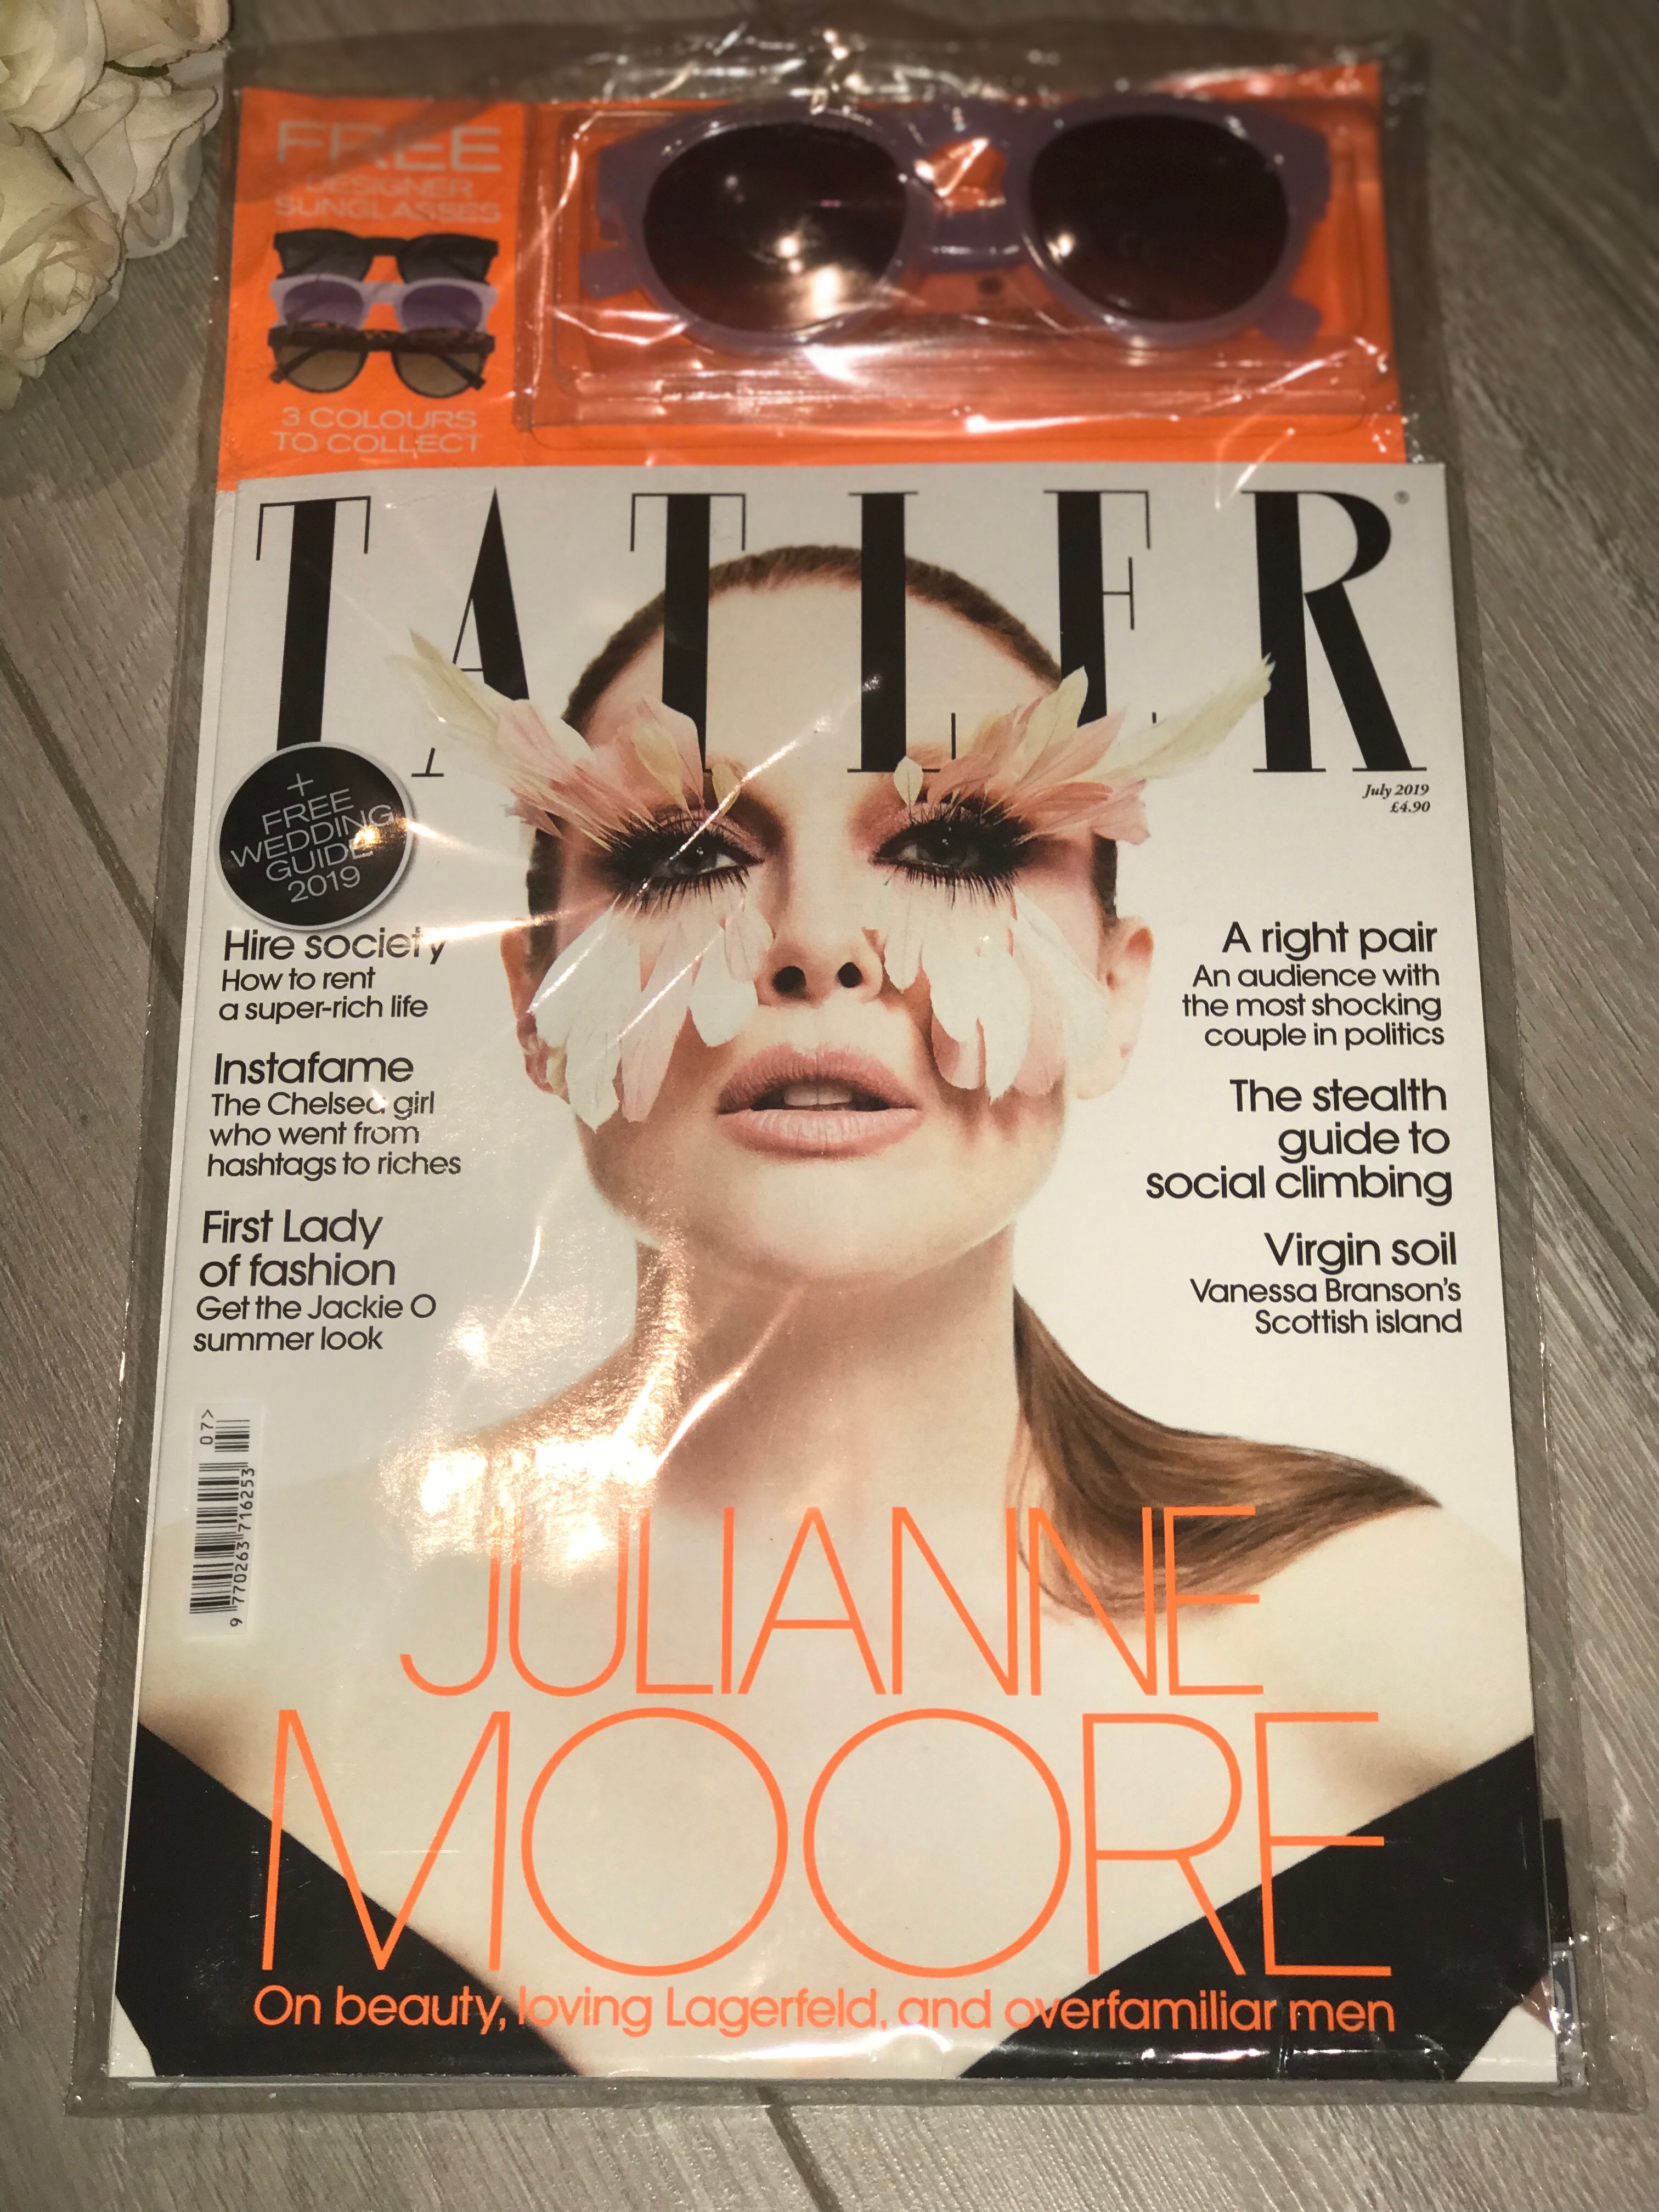 FREE
DESIGNER
SUNGLASSES
3 COLOURS
TO COLLECT
TATLER®
July 2019
£4.90
+
FREE
WEDDING
GUIDE
2019
Hire society
How to rent
a super-rich life
Instafame
The Chelsea girl
who went from
hashtags to riches
First Lady
of fashion
Get the Jackie O
summer look
A right pair
An audience with
the most shocking
couple in politics
The stealth
guide to
social climbing
Virgin soil
Vanessa Branson's
Scottish island
07>
9 770263 716253
JULIANNE
MOORE
On beauty, loving Lagerfeld, and overfamiliar men